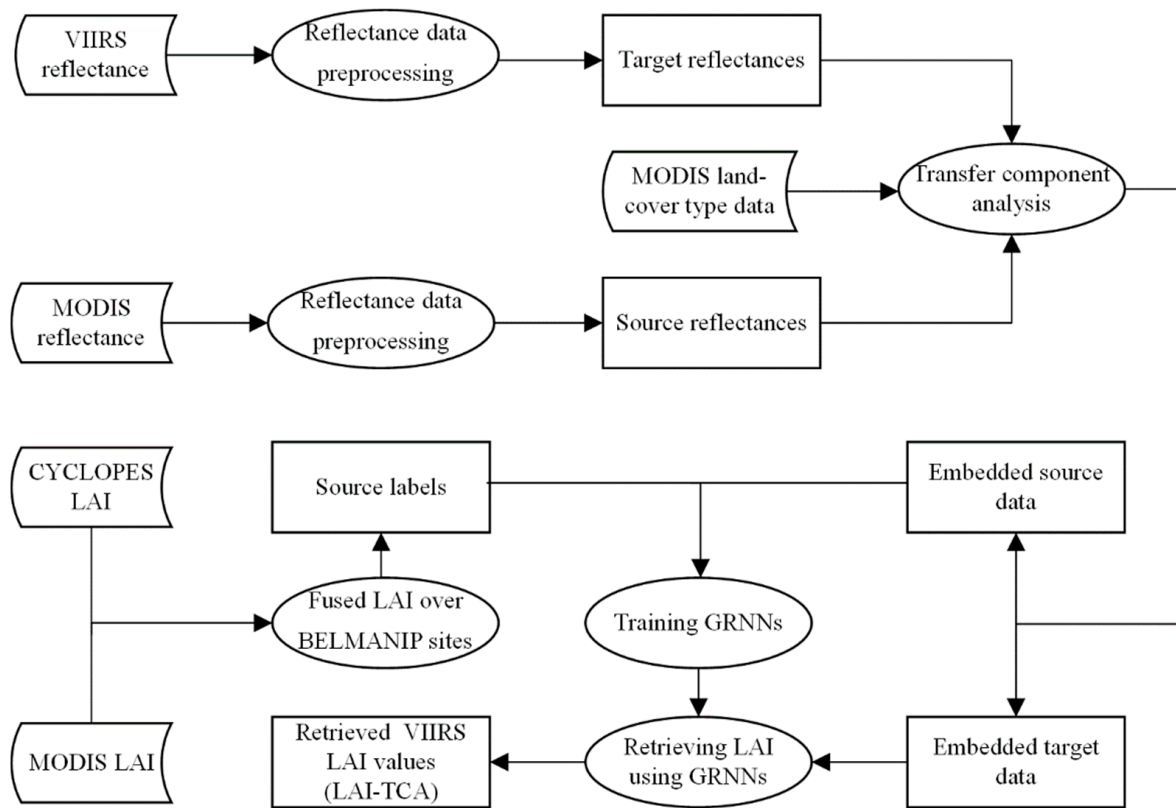 VIIRS
reflectance
Reflectance data
preprocessing
Target reflectances
MODIS land-
cover type data
Transfer component
analysis
MODIS
reflectance
Reflectance data
preprocessing
Source reflectances
CYCLOPES
LAI
Source labels
Embedded source
data
Fused LAI over
BELMANIP sites
Training GRNNs
MODIS LAI
Retrieved VIIRS
LAI values
(LAI-TCA)
Retrieving LAI
using GRNNs
Embedded target
data